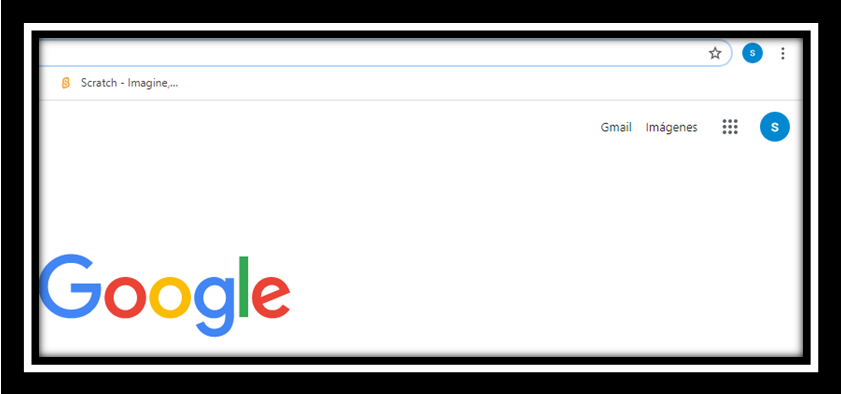 S
Scratch - Imagine,...
Gmail Imágenes S
Google